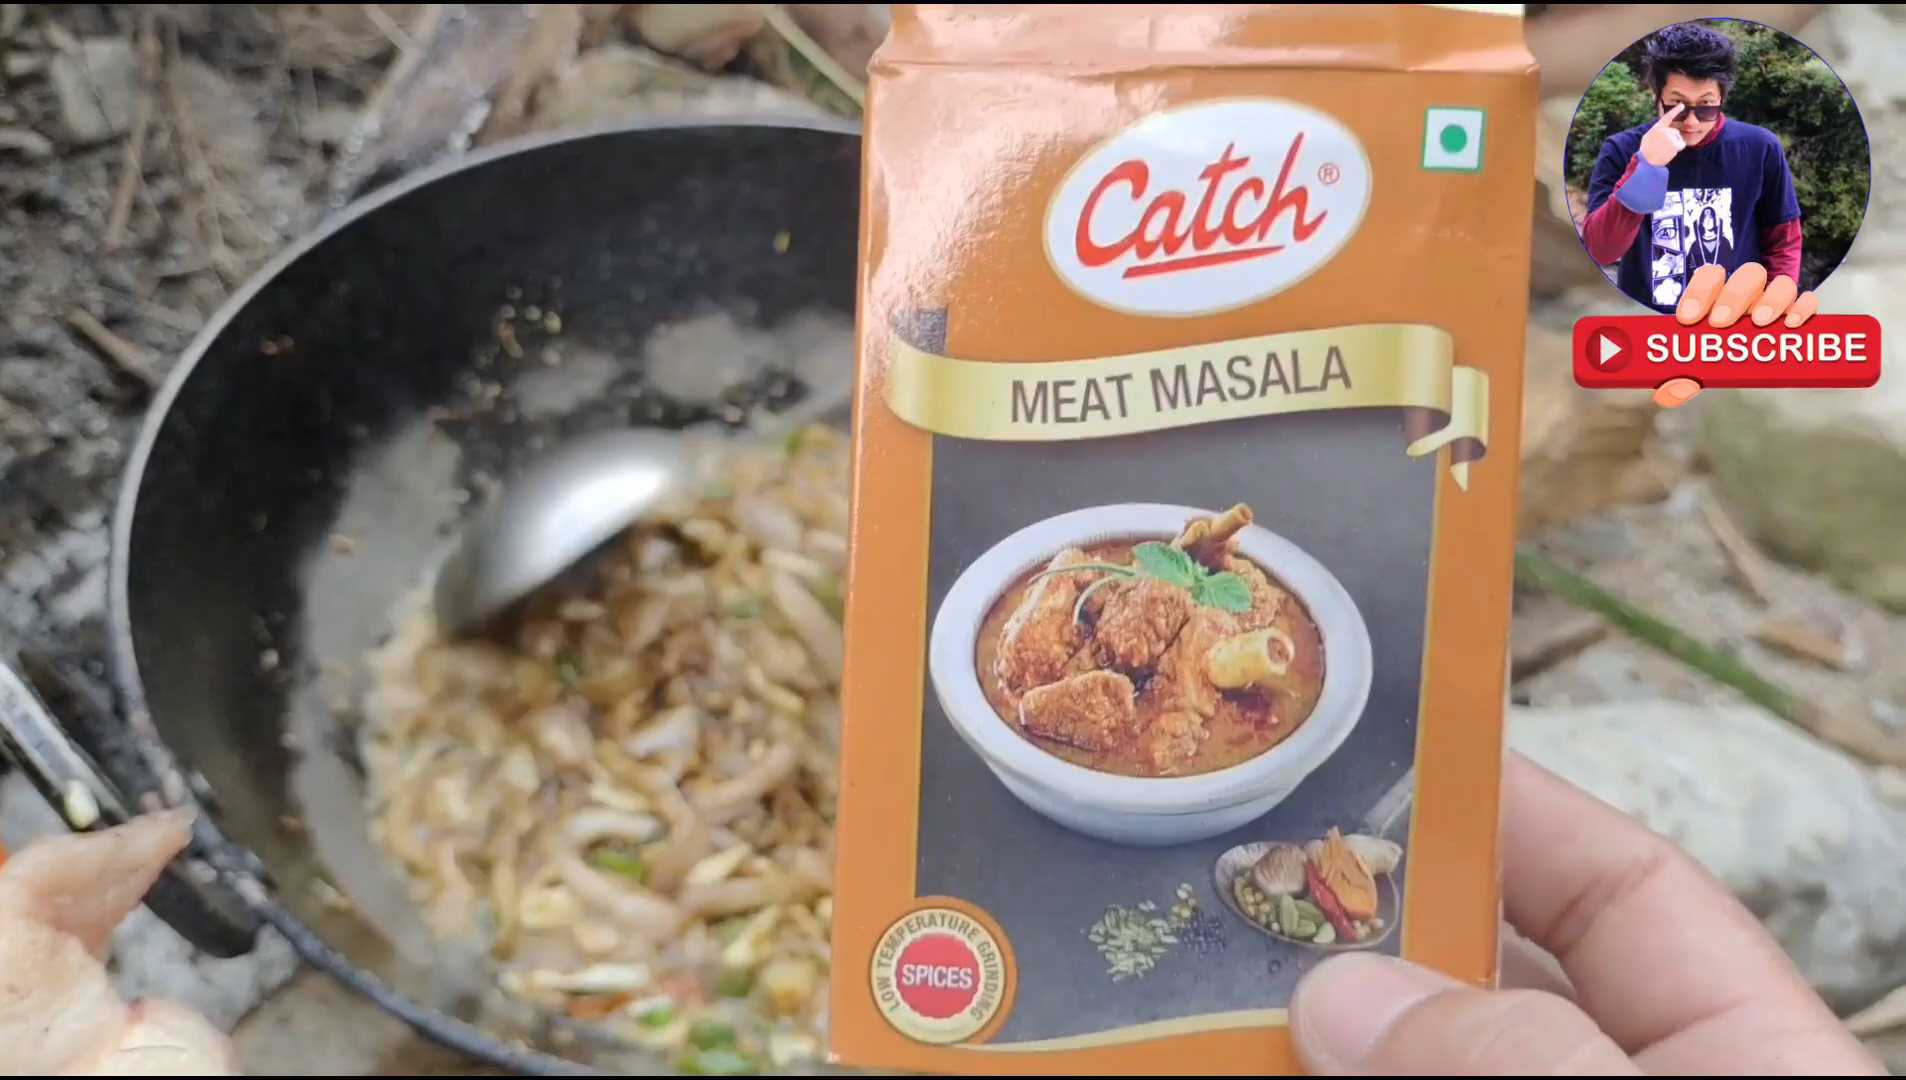 Catch®
MEAT MASALA
LOW TEMPERATURE GRINDING
SPICES
SUBSCRIBE